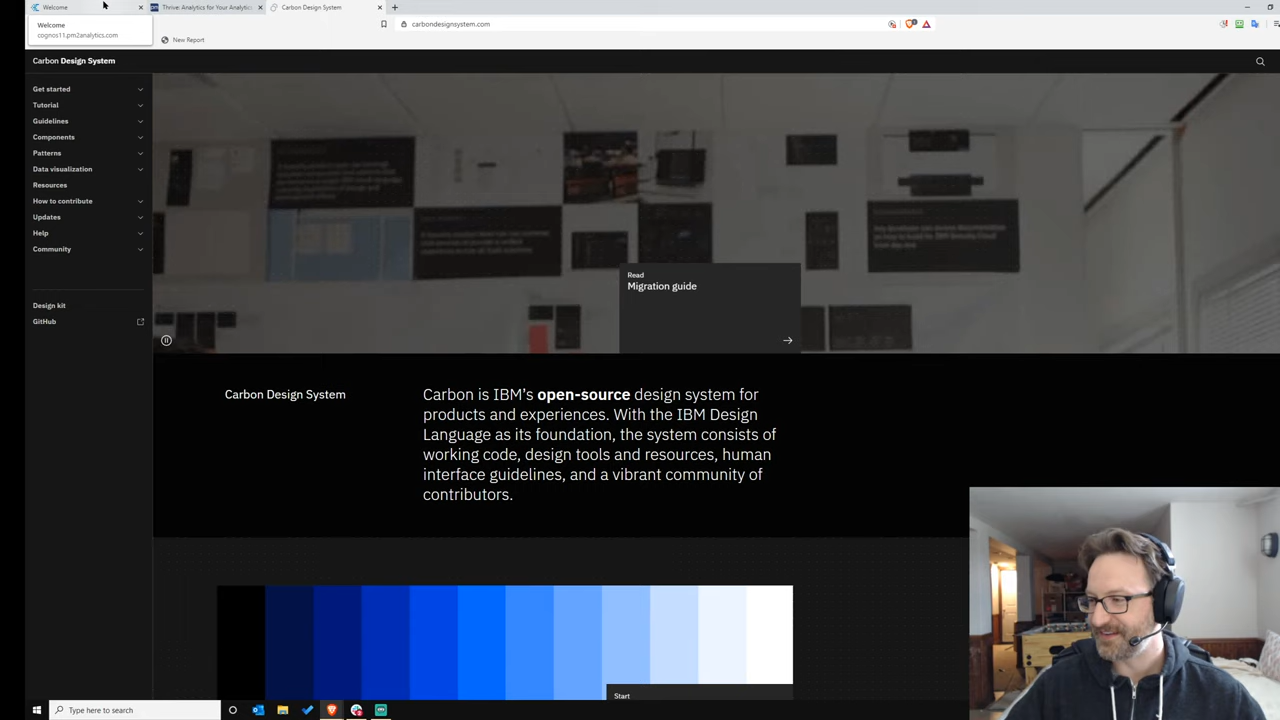 Welcome
Thrive: Analytics for Your Analytic
Carbon Design System
Welcome
cognos11.pm2analytics.com
carbondesignsystem.com
New Report
Carbon Design System
Get started
Tutorial
Guidelines
Components
Patterns
Data visualization
Resources
How to contribute
Updates
Help
Community
Design kit
GitHub
Read
Migration guide
Carbon Design System
Carbon is IBM’s open-source design system for
products and experiences. With the IBM Design
Language as its foundation, the system consists of
working code, design tools and resources, human
interface guidelines, and a vibrant community of
contributors.
Start
Type here to search